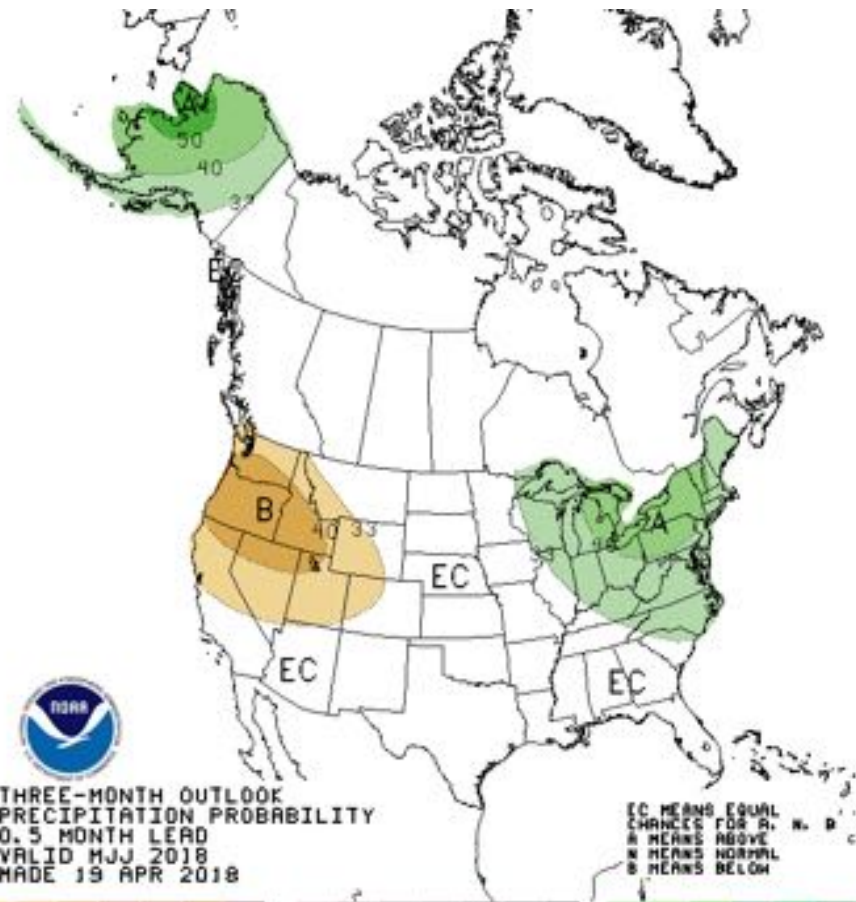 A
50
40
33
EC
B
40 33
A
40
EC
EC
EC
NOAA
THREE-MONTH OUTLOOK
PRECIPITATION PROBABILITY
0.5 MONTH LEAD
VALID MJJ 2018
MADE 19 APR 2018
EC MEANS EQUAL
CHANCES FOR A, N, B
A MEANS ABOVE
N MEANS NORMAL
B MEANS BELOW